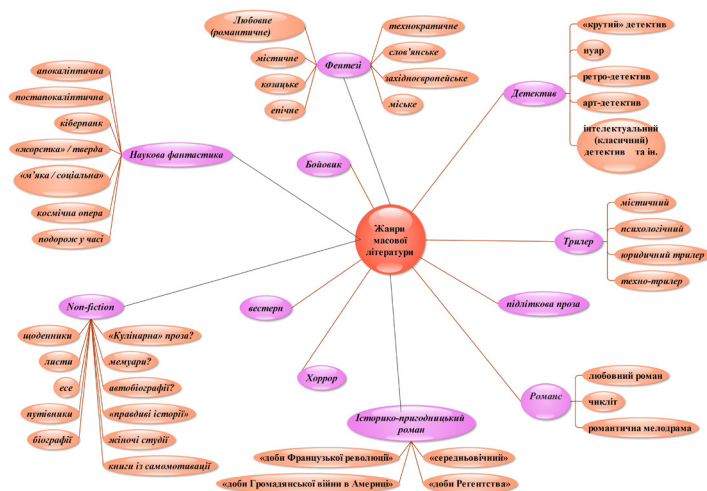 Любовне
(романтичне)
містичне
козацьке
епічне
Фентезі
технократичне
слов’янське
західноєвропейське
міське
Детектив
«крутий» детектив
нуар
ретро-детектив
арт-детектив
інтелектуальний
(класичний)
детектив та ін.
апокаліптична
постапокаліптична
кіберпанк
«жорстка» / тверда
«м’яка / соціальна»
космічна опера
подорож у часі
Наукова фантастика
Бойовик
Жанри
масової
літератури
Трилер
містичний
психологічний
юридичний трилер
техно-трилер
Non-fiction
щоденники
листи
есе
путівники
біографії
«Кулінарна» проза?
мемуари?
автобіографії?
«правдиві історії»
жіночі студії
книги із самомотивації
вестерн
підліткова проза
Хоррор
Романс
любовний роман
чикліт
романтична мелодрама
Історико-пригодницький
роман
«доби Французької революції»
«середньовічний»
«доби Громадянської війни в Америці»
«доби Регентства»